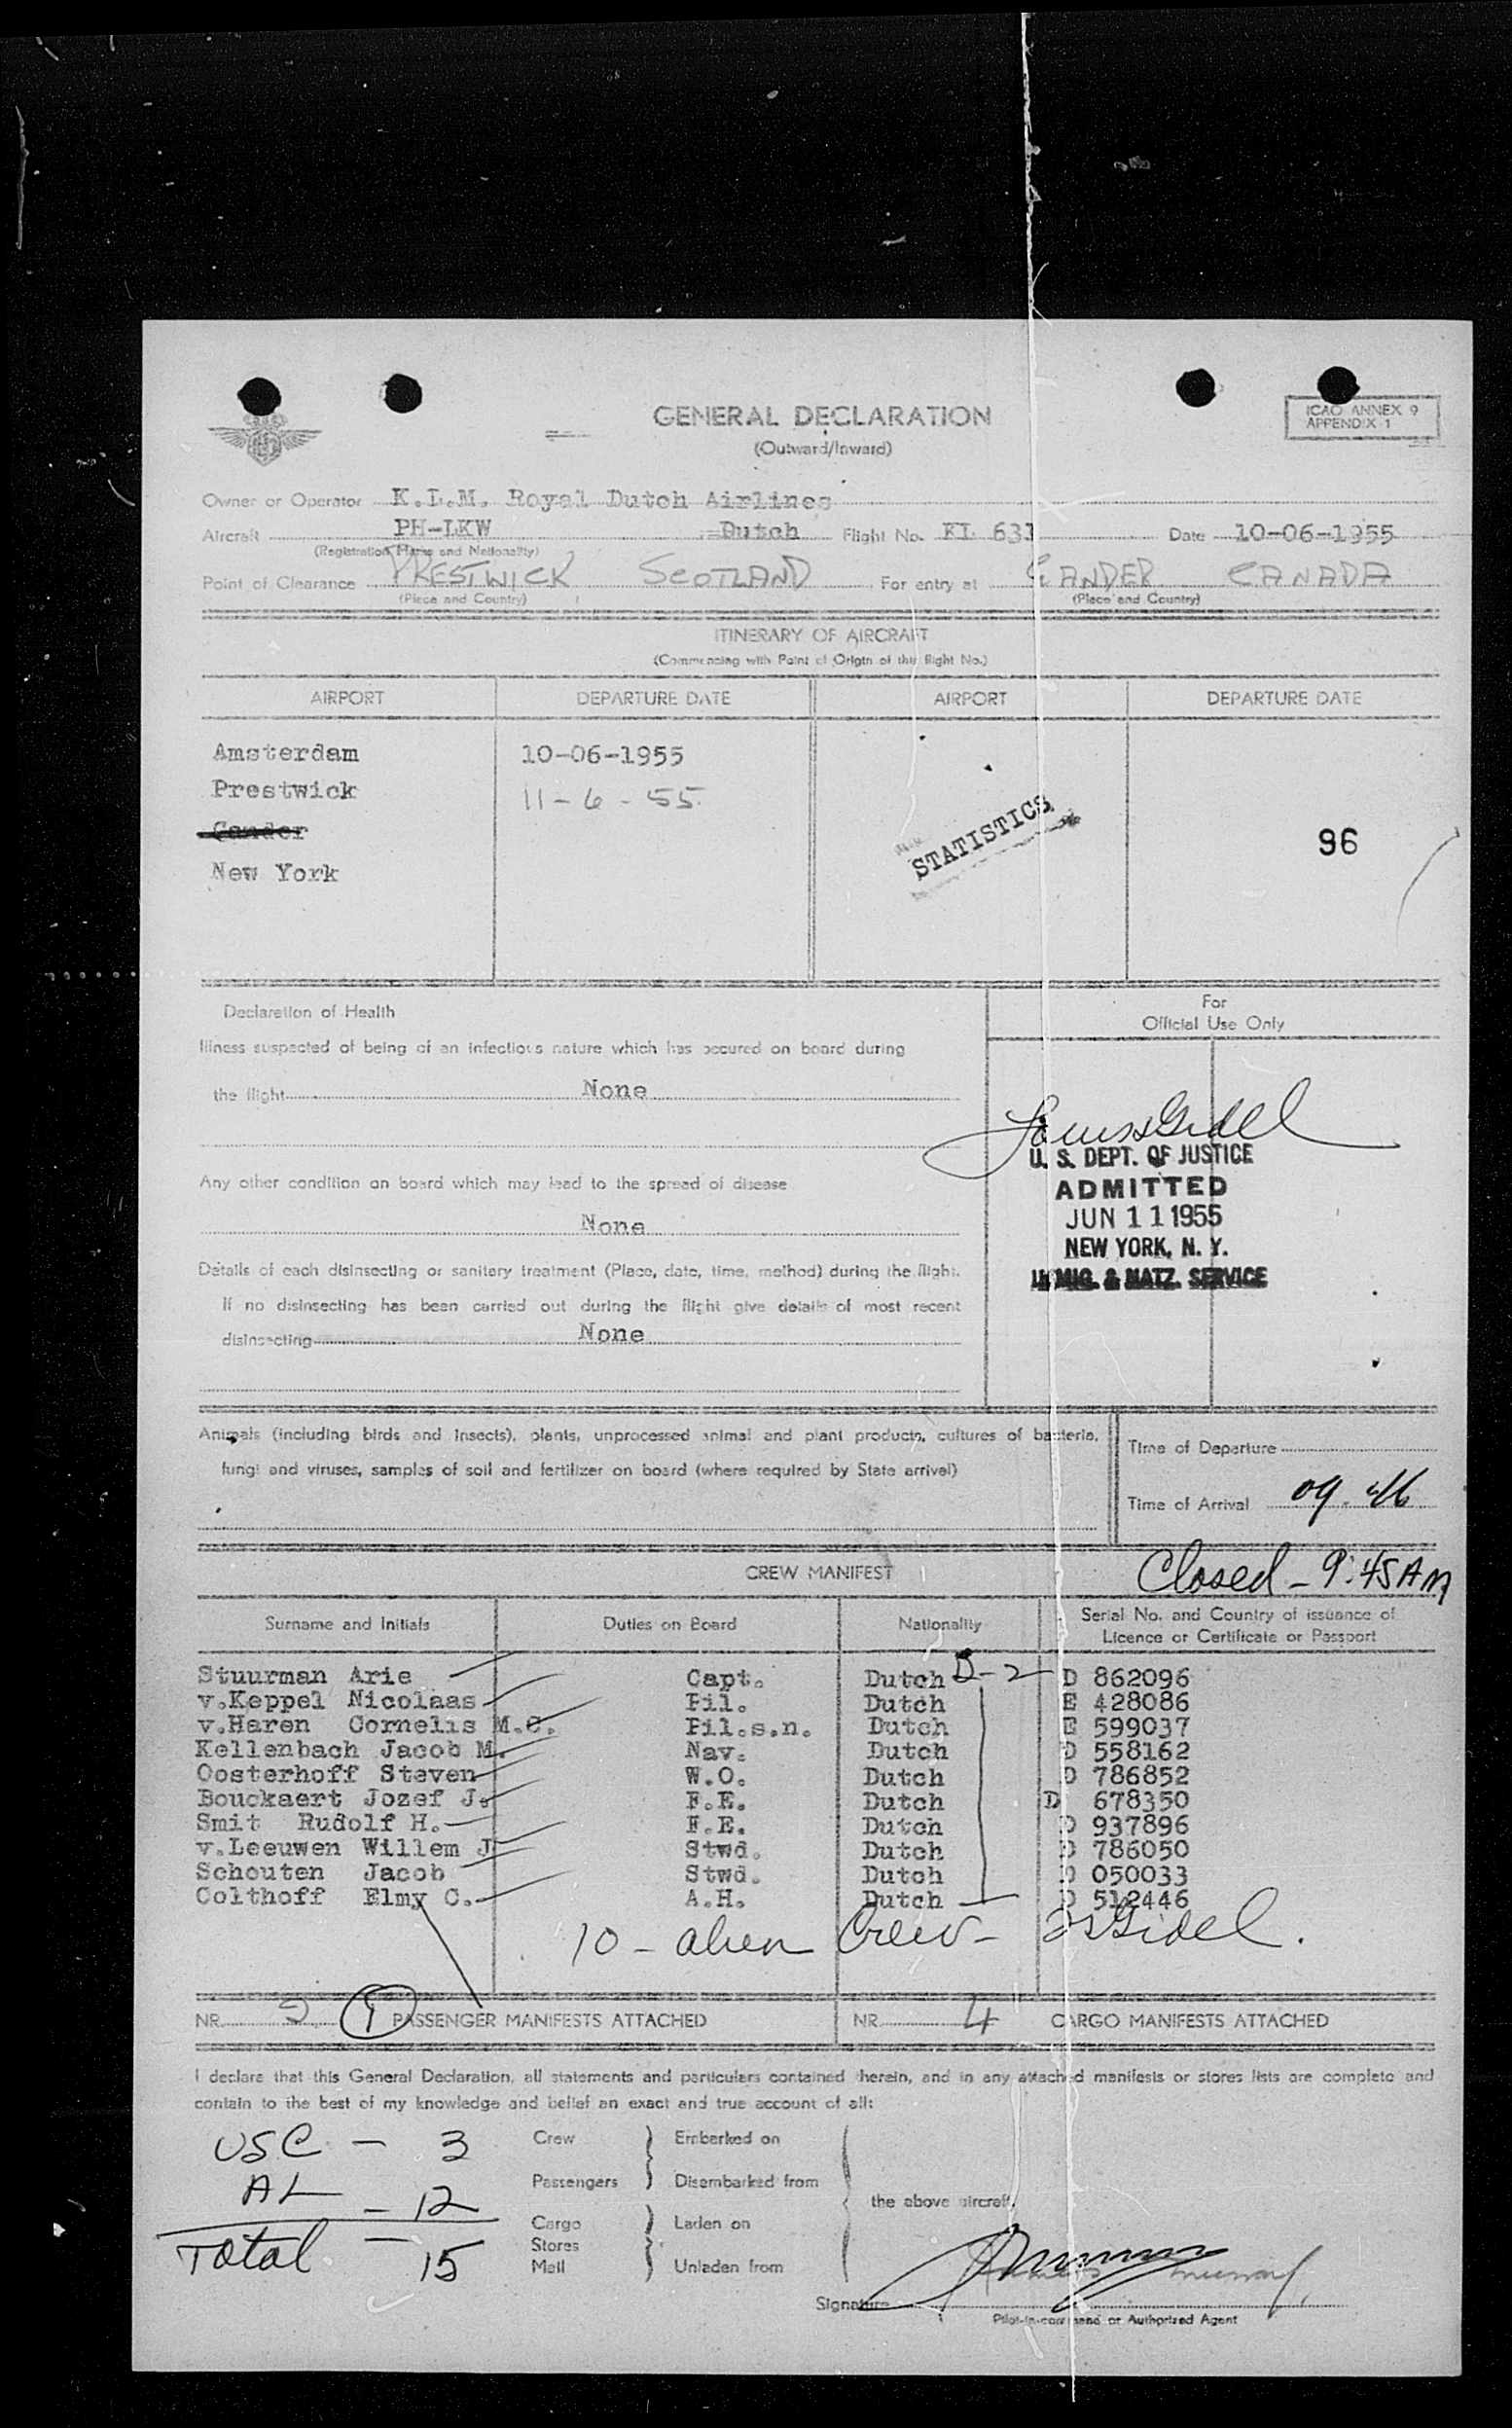 GENERAL DECLARATION
(Outward/Inward)
ICAO ANNEX 9
APPENDIX 1
Owner or Operator K.L.M. Royal Dutch Airlines
Aircraft PH-LKW Dutch Flight No. KL 631 Date 10-06-1955
(Registration Marks and Nationality)
Point of Clearance PRESTWICK SCOTLAND For entry at GANDER CANADA
(Place and Country) (Place and Country)
ITINERARY OF AIRCRAFT
(Commencing with Point of Origin of this flight No.)
AIRPORT DEPARTURE DATE AIRPORT DEPARTURE DATE
Amsterdam 10-06-1955
Prestwick 11-6-55.
Gander
New York
STATISTICS
96
Declaration of Health
For
Official Use Only
Illness suspected of being of an infectious nature which has occured on board during
the flight None
Any other condition on board which may lead to the spread of disease
None
Details of each disinsecting or sanitary treatment (Place, date, time, method) during the flight.
If no disinsecting has been carried out during the flight give details of most recent
disinsecting None
U. S. DEPT. OF JUSTICE
ADMITTED
JUN 11 1955
NEW YORK, N. Y.
IMMIG. & NATZ. SERVICE
Animals (including birds and insects), plants, unprocessed animal and plant products, cultures of bacteria,
fungi and viruses, samples of soil and fertilizer on board (where required by State arrival)
Time of Departure
Time of Arrival 09.46
CREW MANIFEST
Closed - 9:45 AM
Surname and Initials Duties on Board Nationality Serial No. and Country of issuance of
Licence or Certificate or Passport
Stuurman Arie Capt. Dutch D-2 D 862096
v.Keppel Nicolaas Pil. Dutch E 428086
v.Haren Cornelis M.C. Pil.s.n. Dutch E 599037
Kellenbach Jacob M. Nav. Dutch D 558162
Oosterhoff Steven W.O. Dutch D 786852
Bouckaert Jozef J. F.E. Dutch D 678350
Smit Rudolf H. F.E. Dutch D 937896
v.Leeuwen Willem J Stwd. Dutch D 786050
Schouten Jacob Stwd. Dutch D 050033
Colthoff Elmy C. A.H. Dutch D 512446
10 - alien Crew - Gidel.
NR. 2 1 PASSENGER MANIFESTS ATTACHED NR. 4 CARGO MANIFESTS ATTACHED
I declare that this General Declaration, all statements and particulars contained therein, and in any attached manifests or stores lists are complete and
contain to the best of my knowledge and belief an exact and true account of all:
USC - 3
AL - 12
Total - 15
Crew Embarked on
Passengers Disembarked from
the above aircraft.
Cargo Laden on
Stores
Mail Unladen from
Signature
Pilot-in-command or Authorized Agent